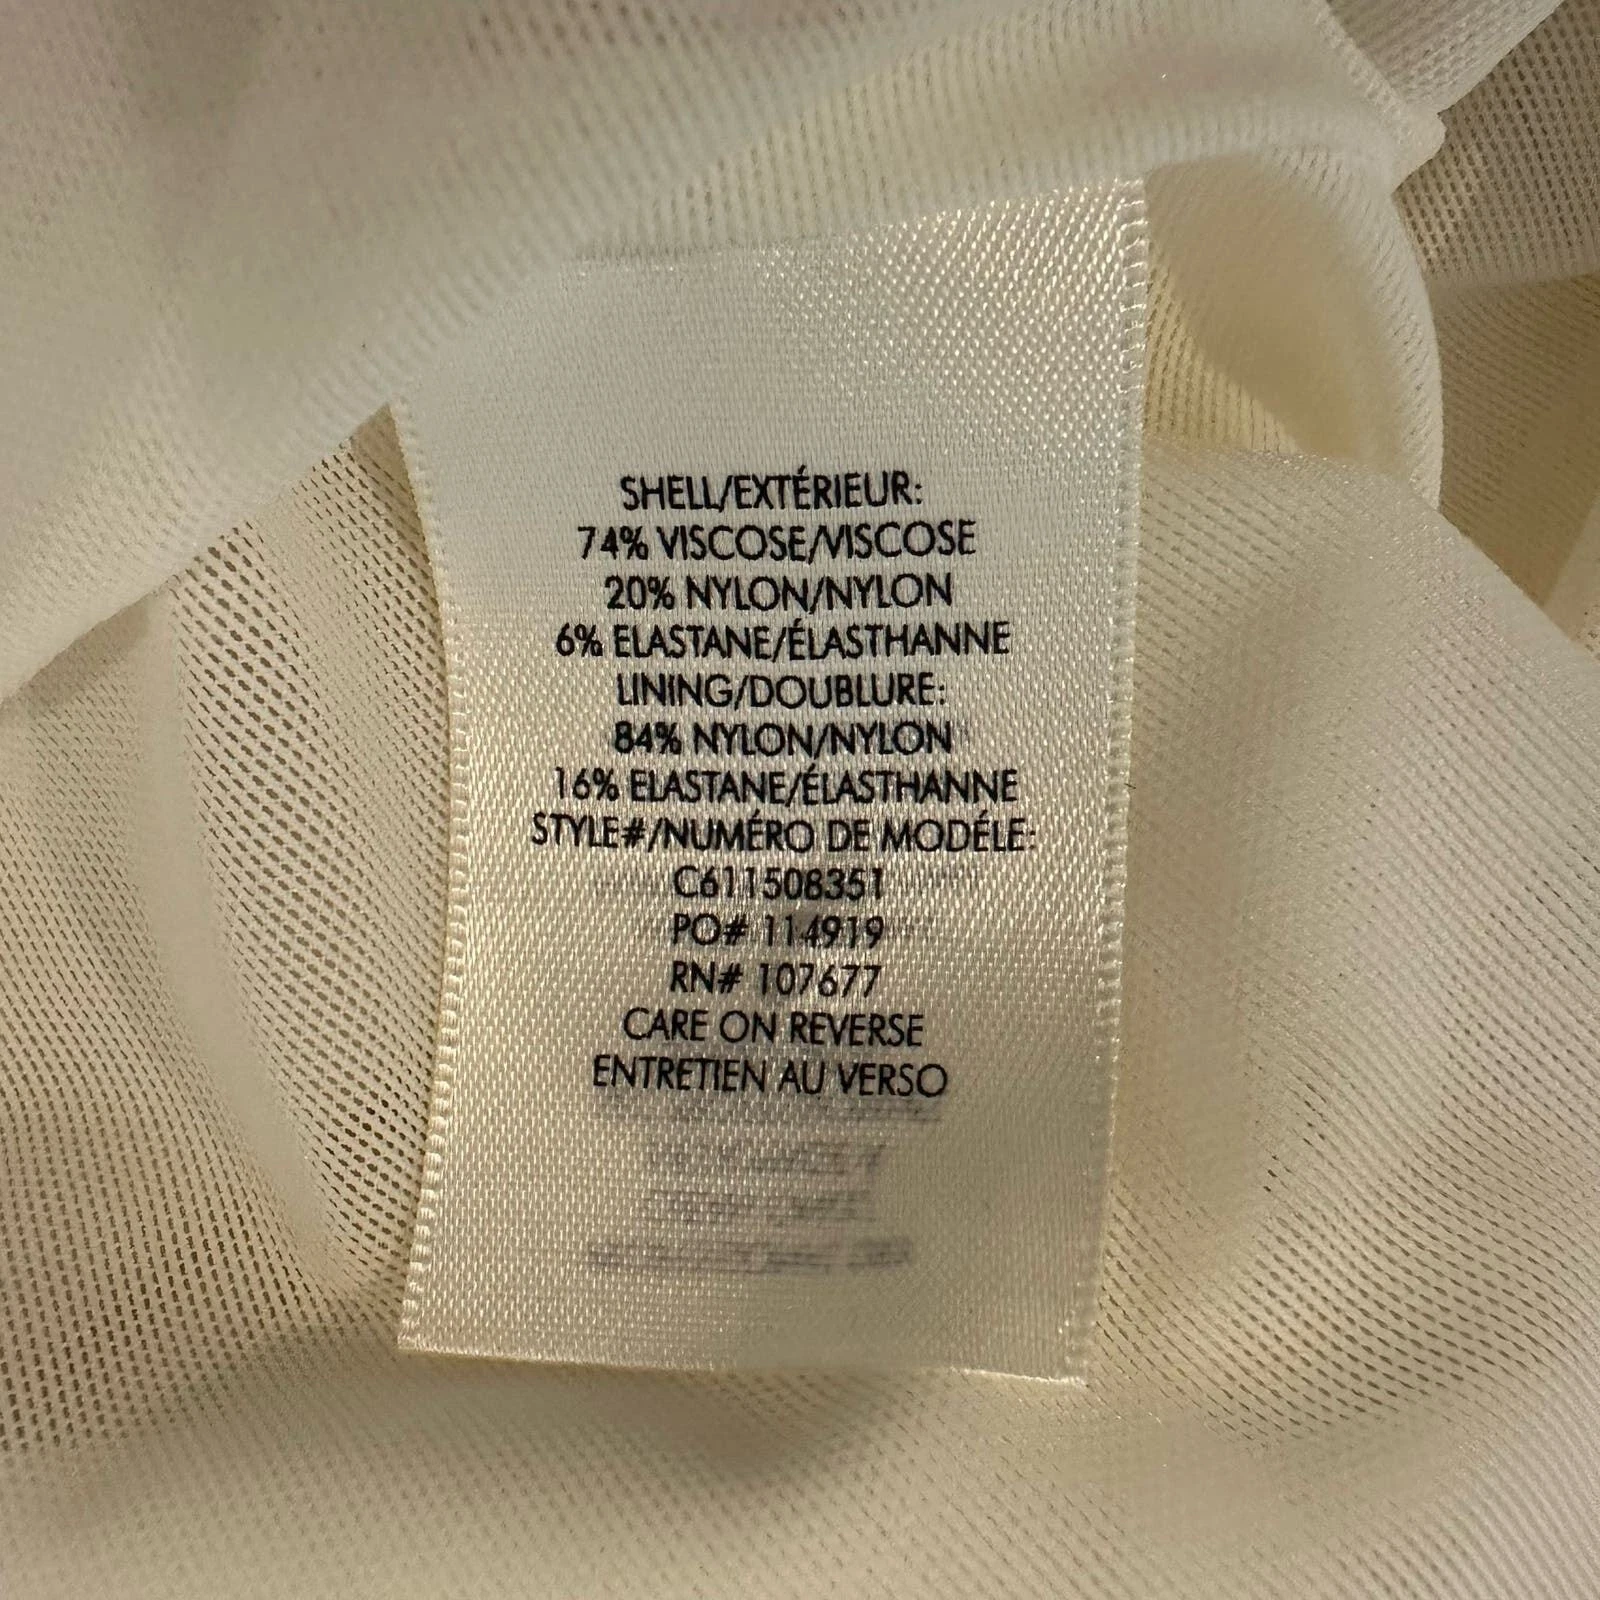 SHELL/EXTÉRIEUR:
74% VISCOSE/VISCOSE
20% NYLON/NYLON
6% ELASTANE/ÉLASTHANNE
LINING/DOUBLURE:
84% NYLON/NYLON
16% ELASTANE/ÉLASTHANNE
STYLE#/NUMÉRO DE MODÉLE:
C611508351
PO# 114919
RN# 107677
CARE ON REVERSE
ENTRETIEN AU VERSO